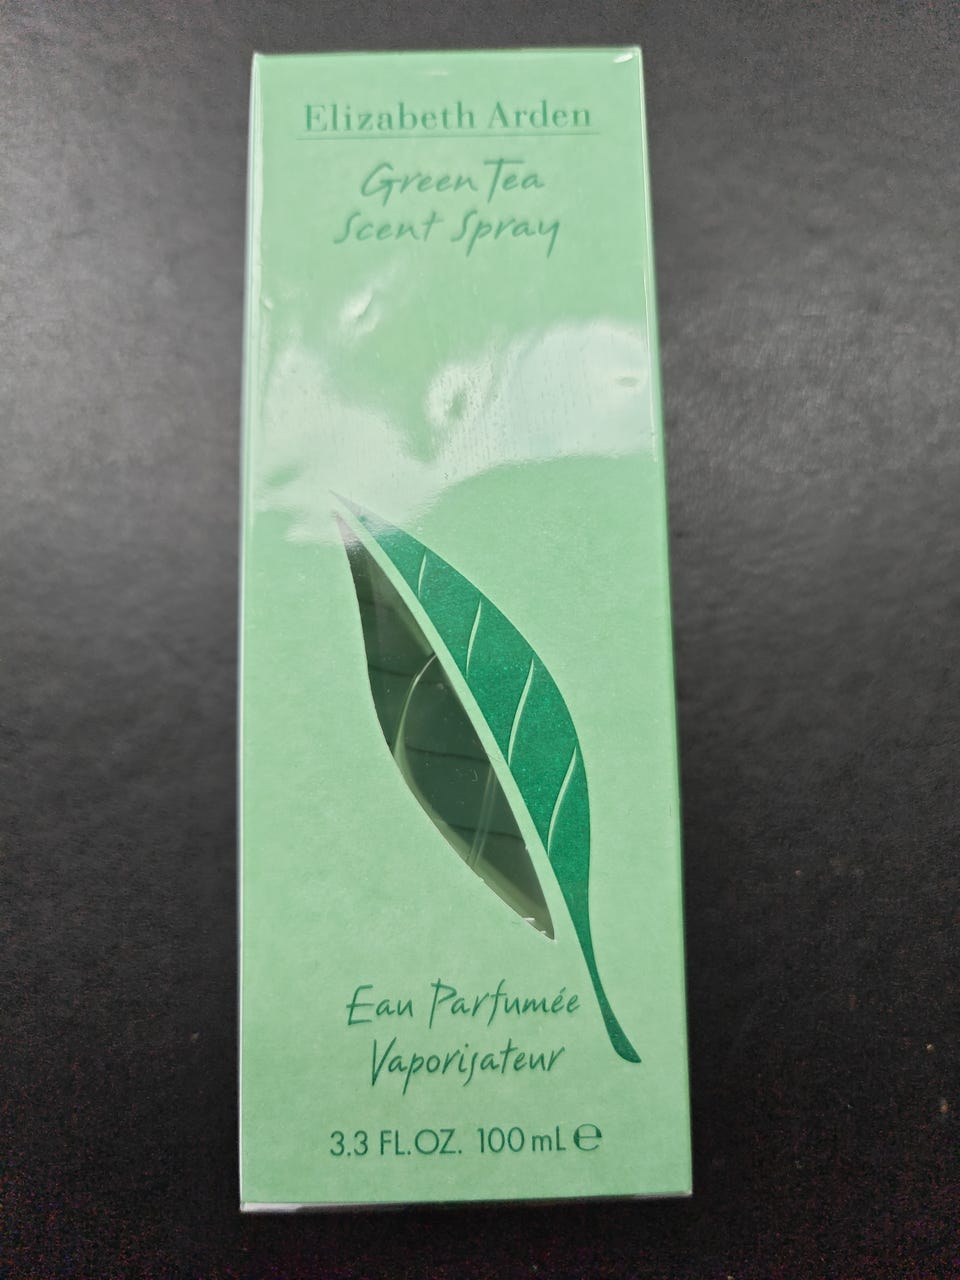 Elizabeth Arden
Green Tea
Scent Spray
Eau Parfumée
Vaporisateur
3.3 FL.OZ. 100 mL ℮